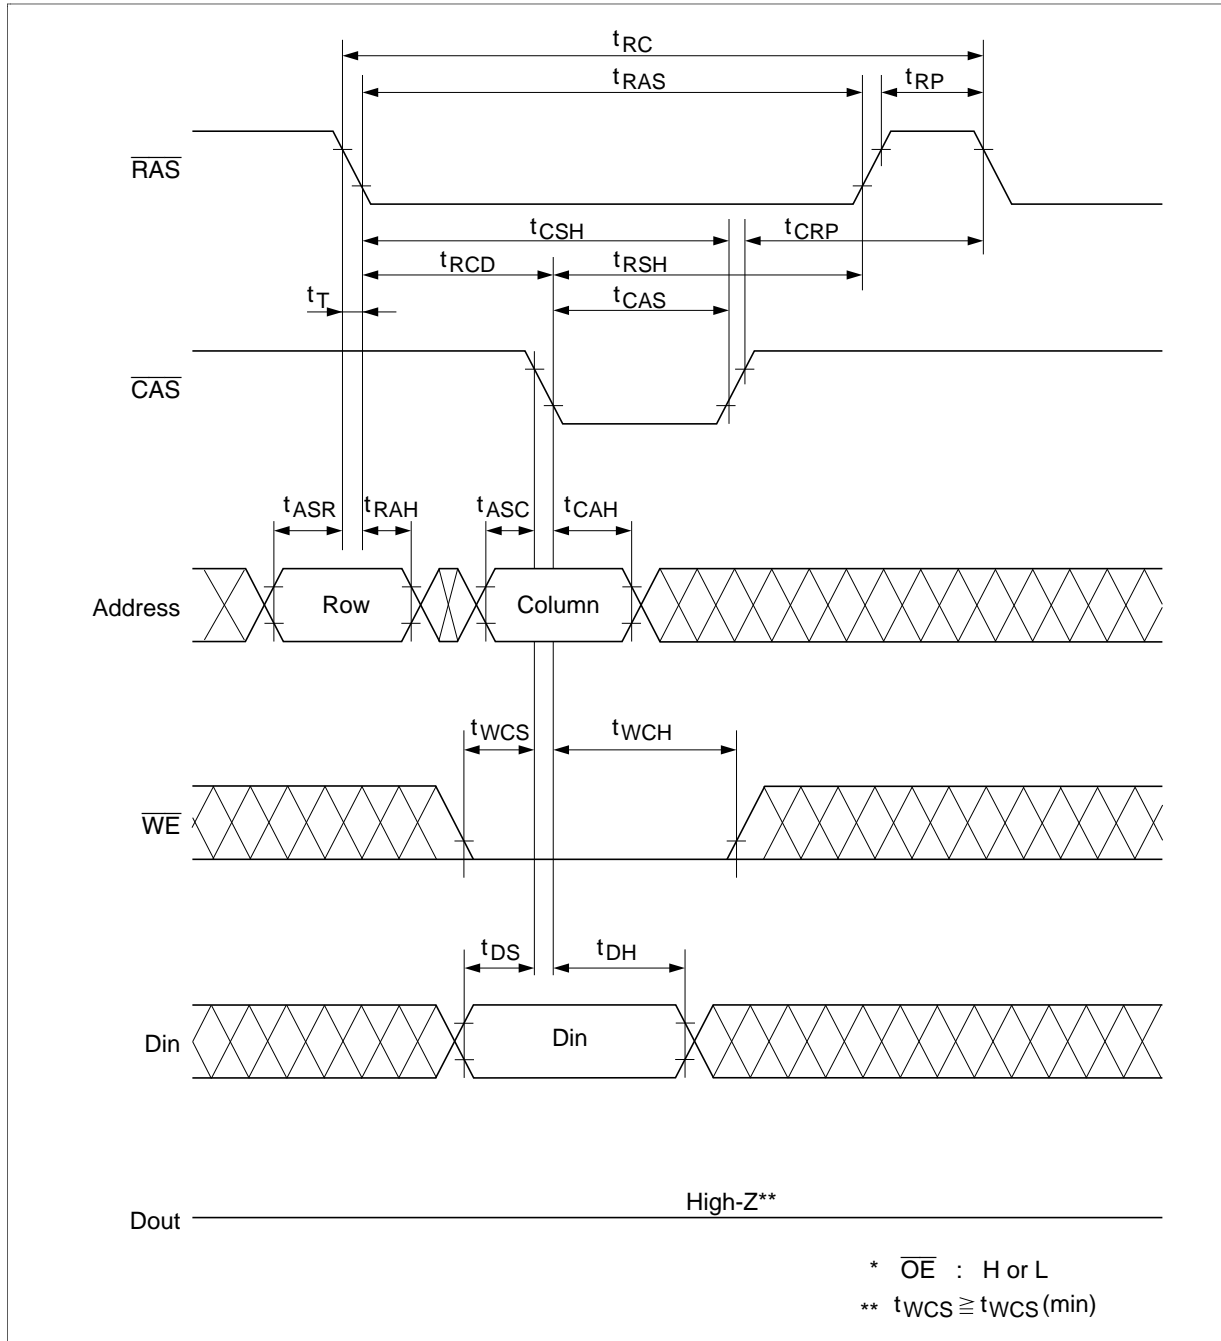 tRC
tRAS
tRP
RAS
tCSH
tCRP
tRCD
tRSH
tT
tCAS
CAS
tASR
tRAH
tASC
tCAH
Address
Row
Column
tWCS
tWCH
WE
tDS
tDH
Din
Din
High-Z**
Dout
* OE : H or L
** tWCS ≧ tWCS(min)